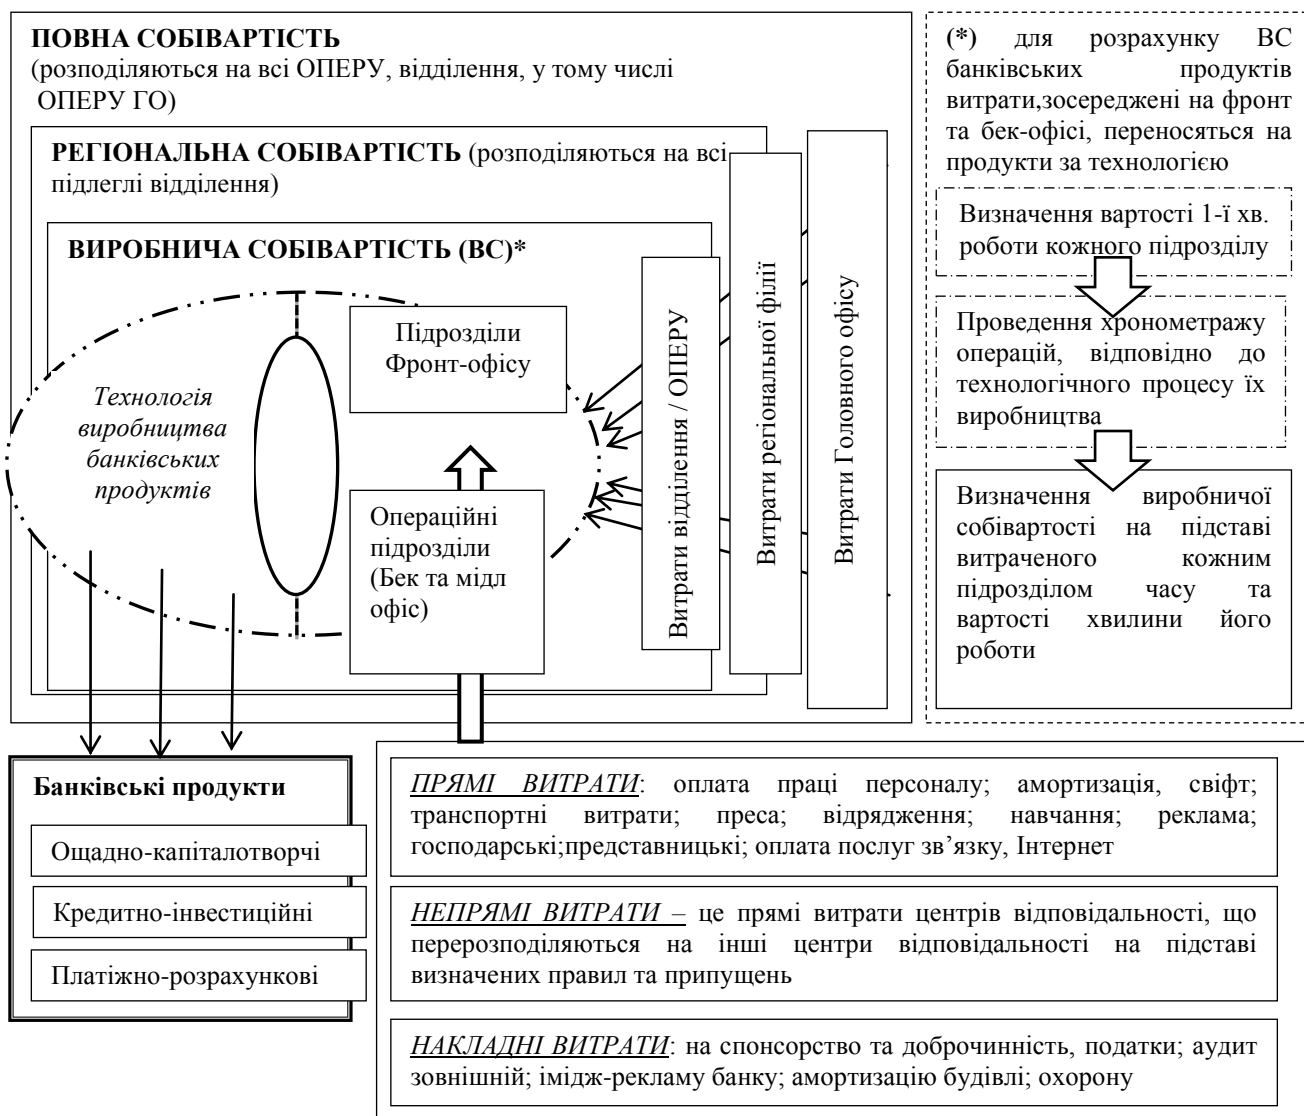 ПОВНА СОБІВАРТІСТЬ
(розподіляються на всі ОПЕРУ, відділення, у тому числі
ОПЕРУ ГО)
РЕГІОНАЛЬНА СОБІВАРТІСТЬ (розподіляються на всі
підлеглі відділення)
ВИРОБНИЧА СОБІВАРТІСТЬ (ВС)*
Технологія
виробництва
банківських
продуктів
Підрозділи
Фронт-офісу
Операційні
підрозділи
(Бек та мідл
офіс)
Витрати відділення / ОПЕРУ
Витрати регіональної філії
Витрати Головного офісу
(*) для розрахунку ВС
банківських продуктів
витрати,зосереджені на фронт
та бек-офісі, переносяться на
продукти за технологією
Визначення вартості 1-ї хв.
роботи кожного підрозділу
Проведення хронометражу
операцій, відповідно до
технологічного процесу їх
виробництва
Визначення виробничої
собівартості на підставі
витраченого кожним
підрозділом часу та
вартості хвилини його
роботи
Банківські продукти
Ощадно-капіталотворчі
Кредитно-інвестиційні
Платіжно-розрахункові
ПРЯМІ ВИТРАТИ: оплата праці персоналу; амортизація, свіфт;
транспортні витрати; преса; відрядження; навчання; реклама;
господарські;представницькі; оплата послуг зв’язку, Інтернет
НЕПРЯМІ ВИТРАТИ – це прямі витрати центрів відповідальності, що
перерозподіляються на інші центри відповідальності на підставі
визначених правил та припущень
НАКЛАДНІ ВИТРАТИ: на спонсорство та доброчинність, податки; аудит
зовнішній; імідж-рекламу банку; амортизацію будівлі; охорону